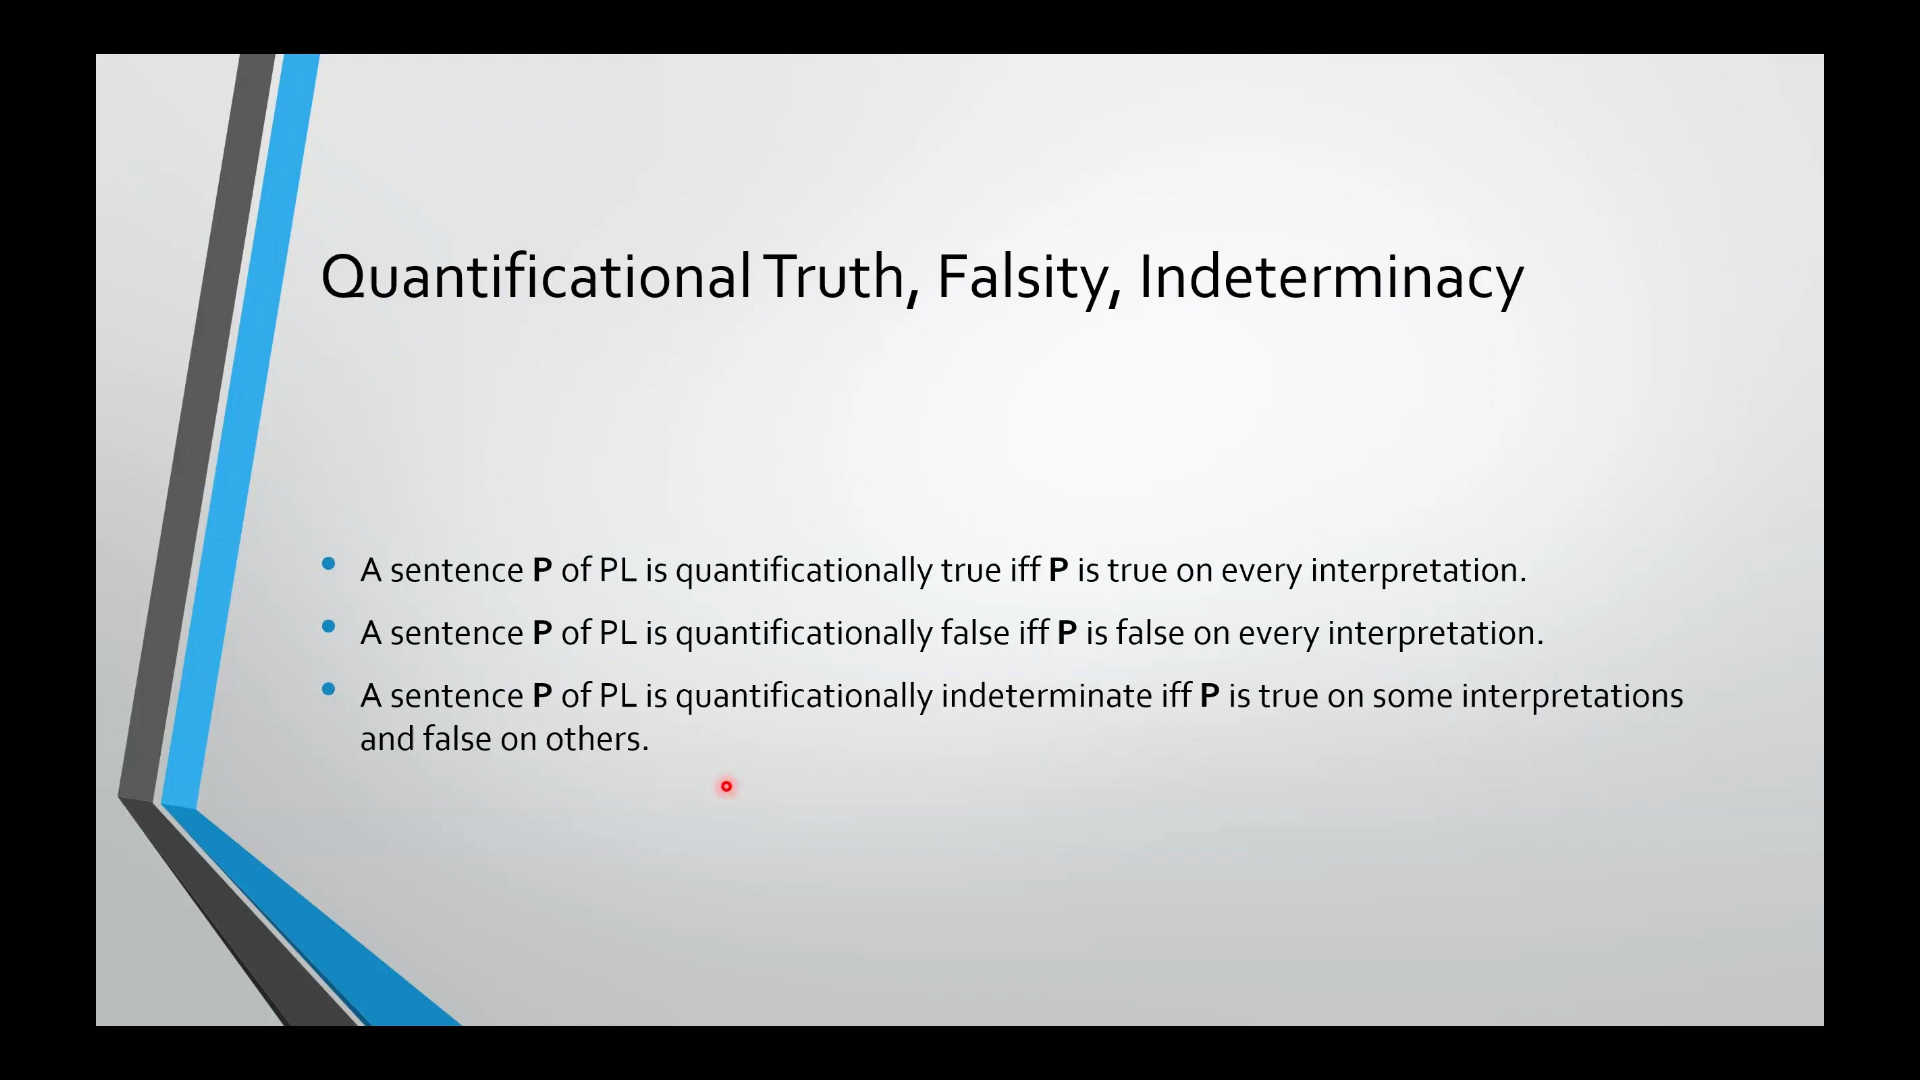 Quantificational Truth, Falsity, Indeterminacy
• A sentence P of PL is quantificationally true iff P is true on every interpretation.
• A sentence P of PL is quantificationally false iff P is false on every interpretation.
• A sentence P of PL is quantificationally indeterminate iff P is true on some interpretations
and false on others.